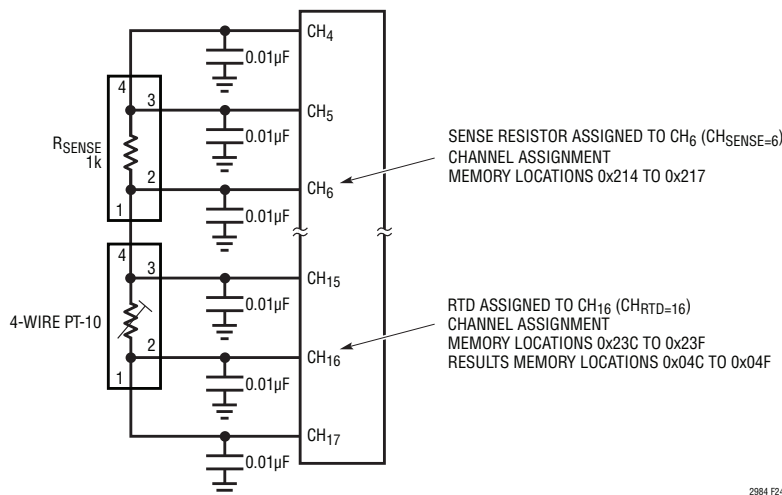 CH4
0.01µF
4
3
CH5
RSENSE
1k
0.01µF
2
CH6
1
0.01µF
SENSE RESISTOR ASSIGNED TO CH6 (CHSENSE=6)
CHANNEL ASSIGNMENT
MEMORY LOCATIONS 0x214 TO 0x217
4
3
CH15
4-WIRE PT-10
0.01µF
2
CH16
1
0.01µF
RTD ASSIGNED TO CH16 (CHRTD=16)
CHANNEL ASSIGNMENT
MEMORY LOCATIONS 0x23C TO 0x23F
RESULTS MEMORY LOCATIONS 0x04C TO 0x04F
CH17
0.01µF
2984 F24